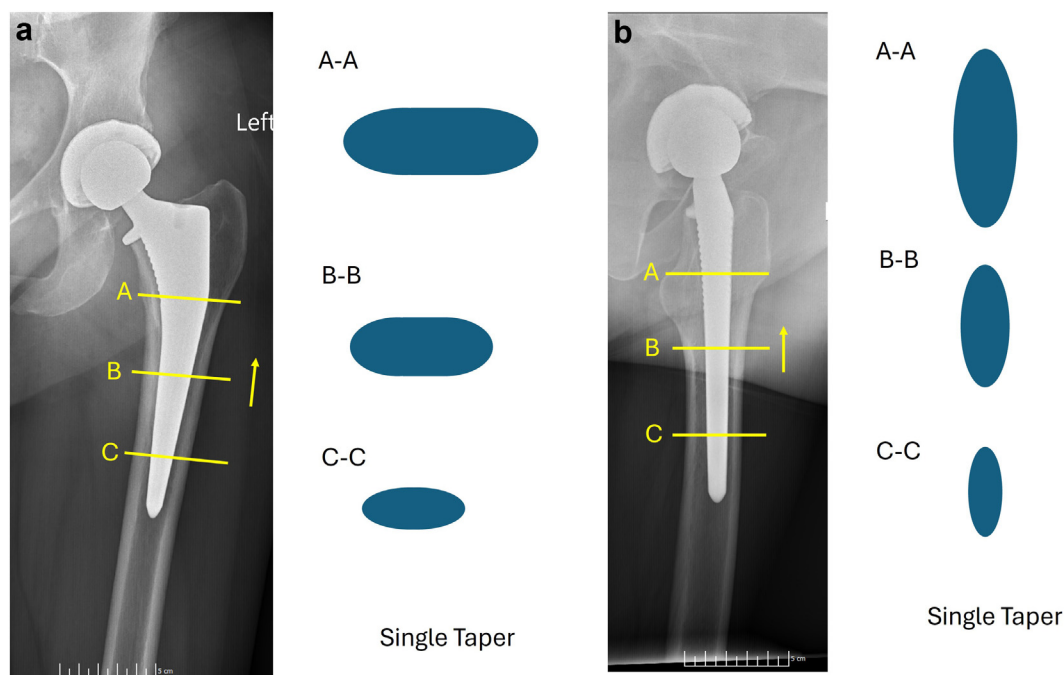 a
Left
A
B
C
5 cm
A-A
B-B
C-C
Single Taper
b
A
B
C
5 cm
A-A
B-B
C-C
Single Taper